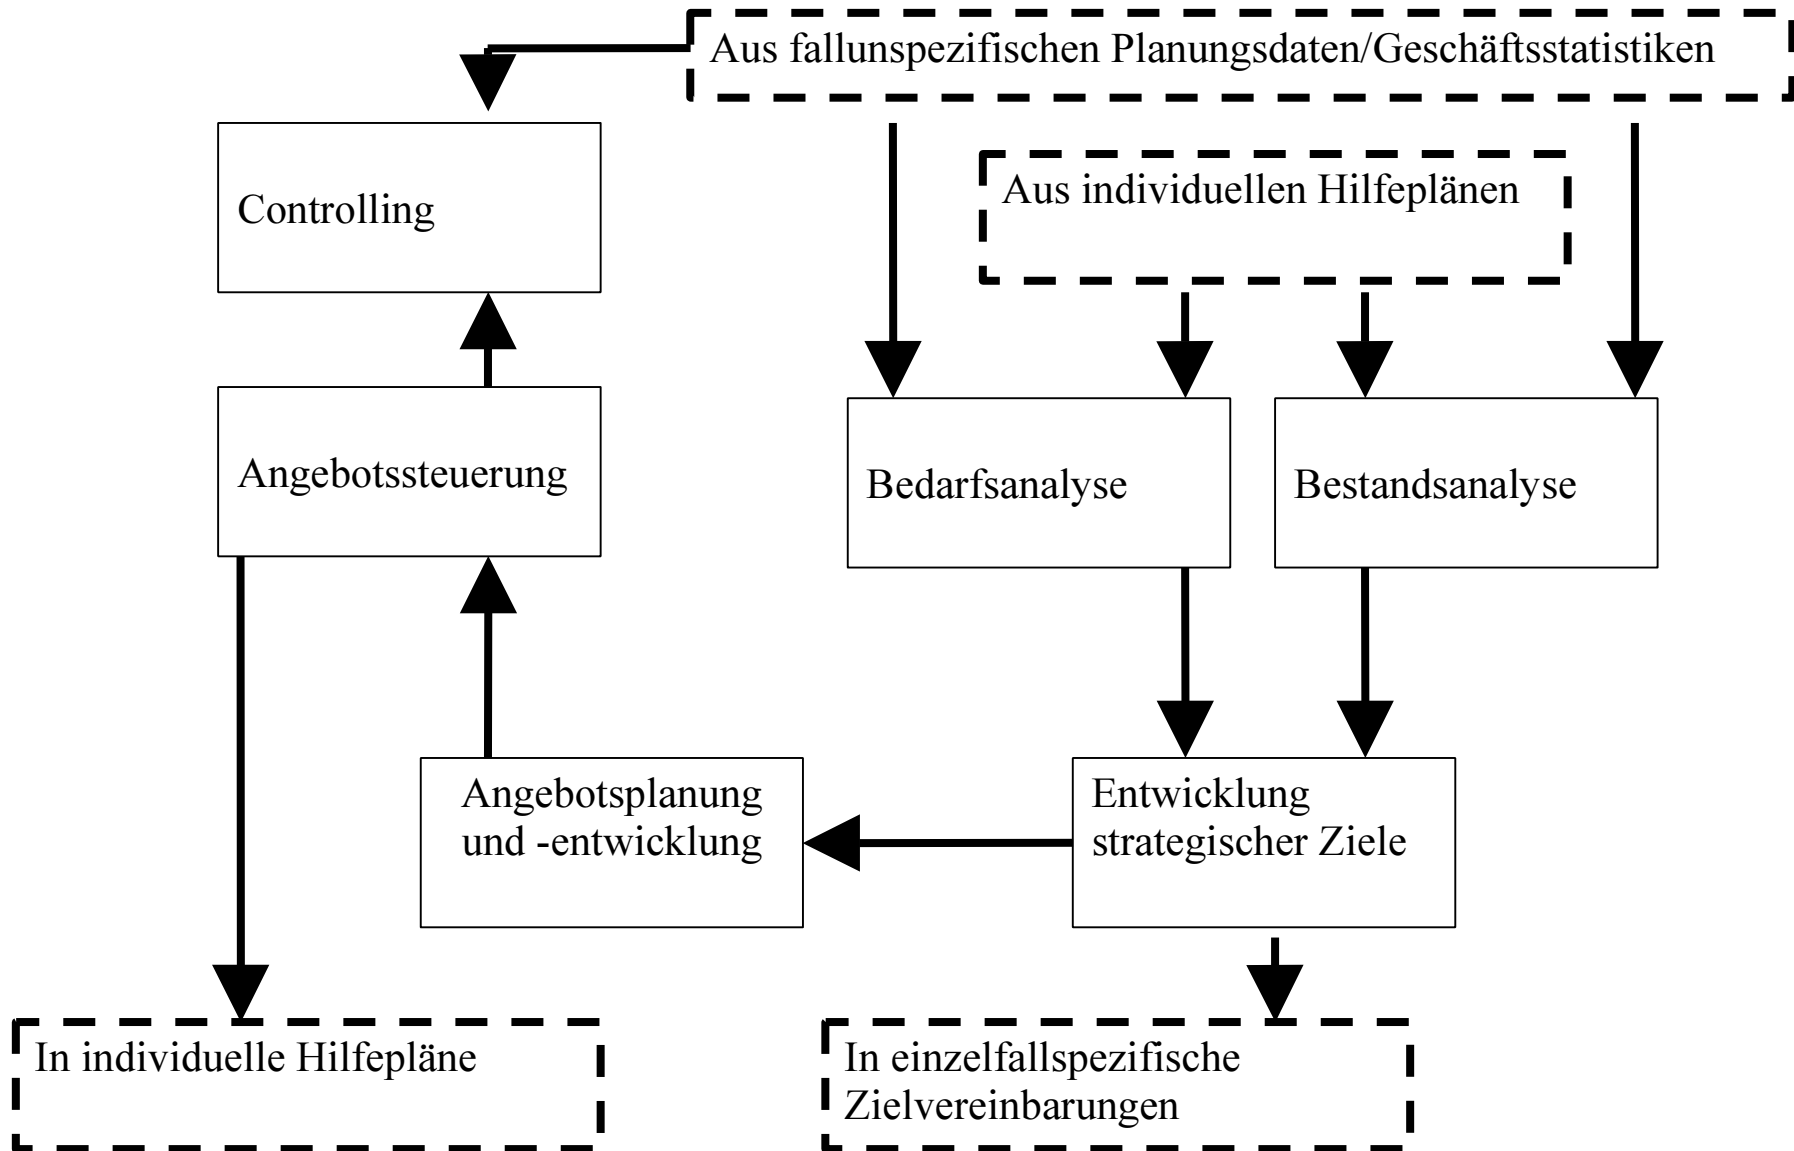 Aus fallunspezifischen Planungsdaten/Geschäftsstatistiken
Aus individuellen Hilfeplänen
Controlling
Angebotssteuerung
Bedarfsanalyse
Bestandsanalyse
Angebotsplanung
und -entwicklung
Entwicklung
strategischer Ziele
In individuelle Hilfepläne
In einzelfallspezifische
Zielvereinbarungen